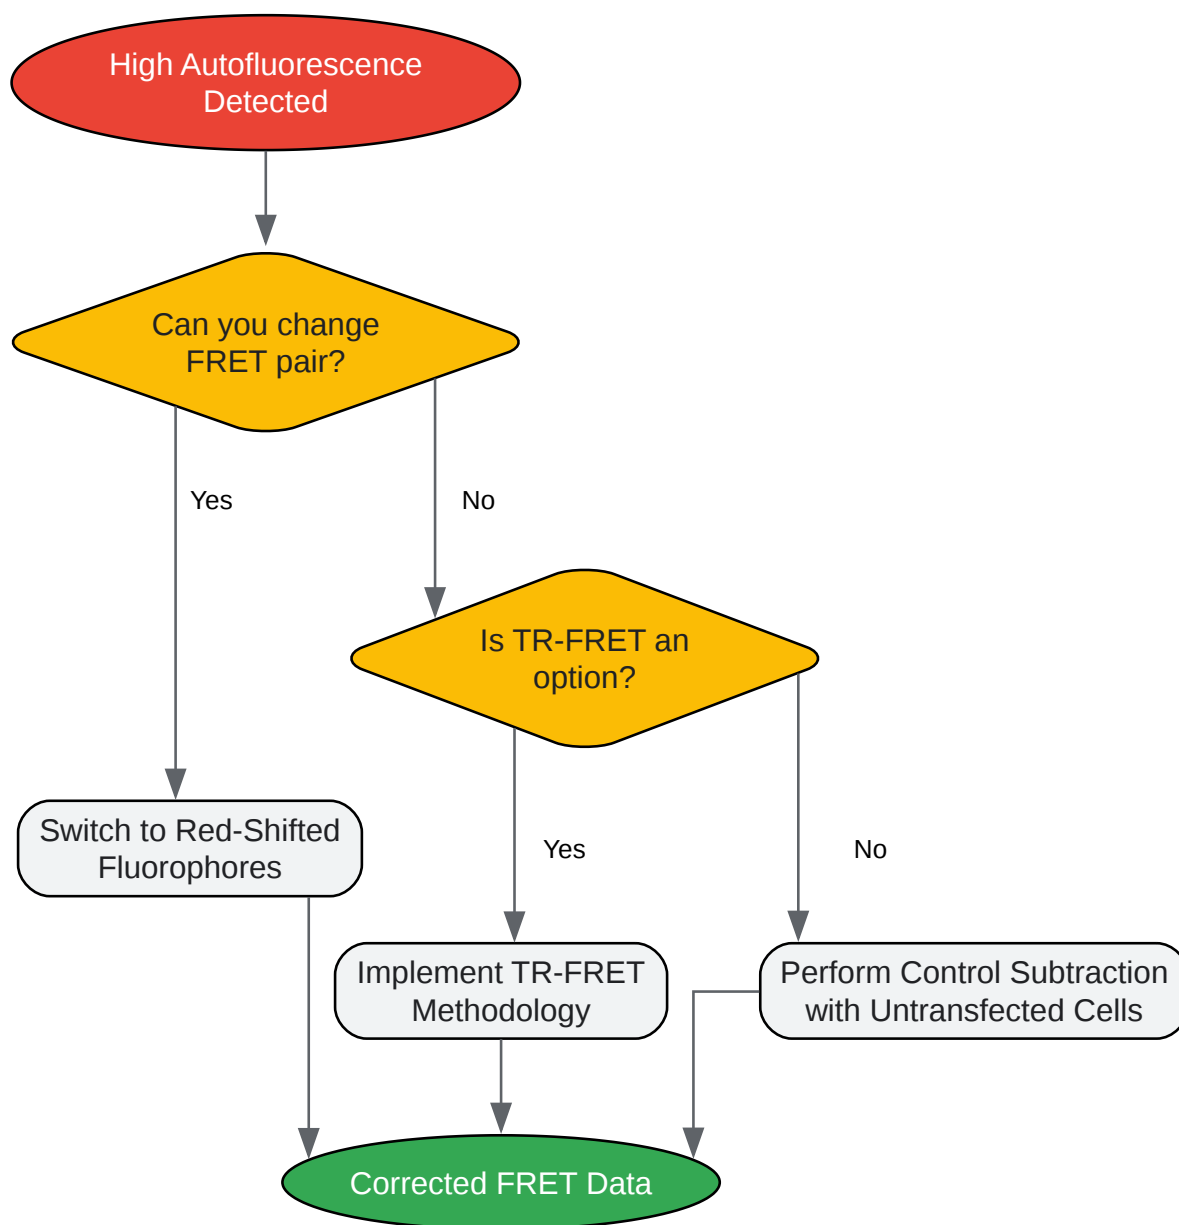 High Autofluorescence
Detected
Can you change
FRET pair?
Yes
No
Is TR-FRET an
option?
Switch to Red-Shifted
Fluorophores
Yes
No
Implement TR-FRET
Methodology
Perform Control Subtraction
with Untransfected Cells
Corrected FRET Data